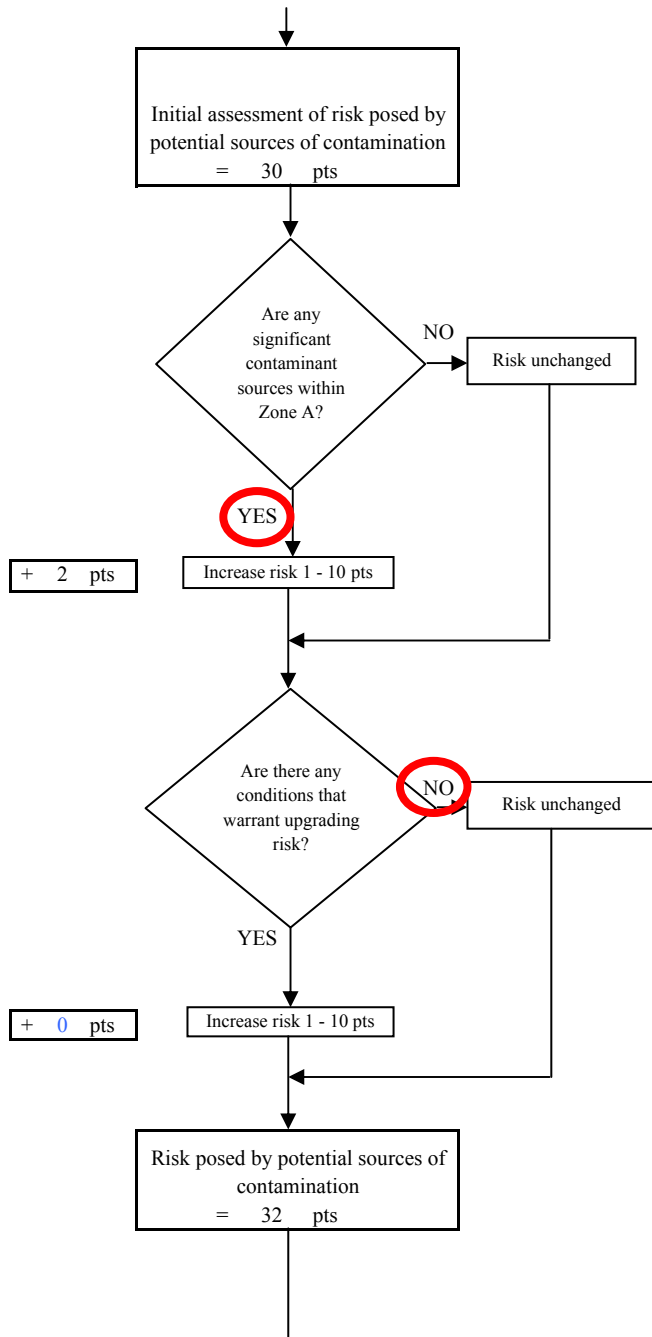 Initial assessment of risk posed by
potential sources of contamination
= 30 pts
Are any
significant
contaminant
sources within
Zone A?
NO
Risk unchanged
YES
+ 2 pts
Increase risk 1 - 10 pts
Are there any
conditions that
warrant upgrading
risk?
NO
Risk unchanged
YES
+ 0 pts
Increase risk 1 - 10 pts
Risk posed by potential sources of
contamination
= 32 pts